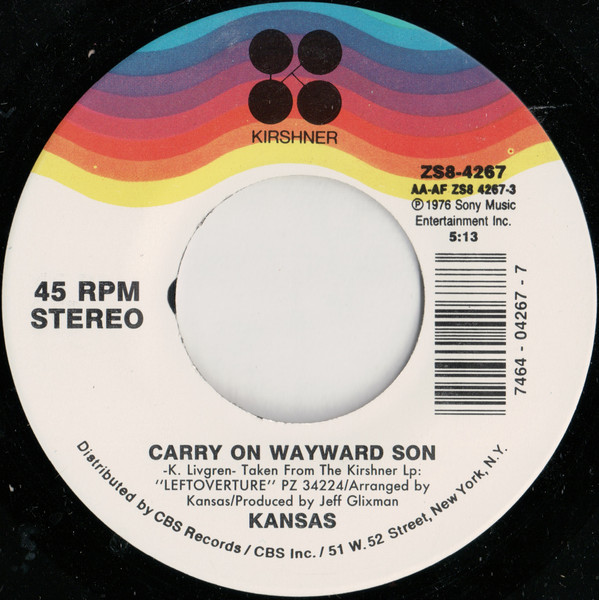 KIRSHNER
ZS8-4267
AA-AF ZS8 4267-3
Ⓟ1976 Sony Music
Entertainment Inc.
5:13
45 RPM
STEREO
7464 - 04267 - 7
CARRY ON WAYWARD SON
-K. Livgren- Taken From The Kirshner Lp:
"LEFTOVERTURE" PZ 34224/Arranged by
Kansas/Produced by Jeff Glixman
KANSAS
Distributed by CBS Records / CBS Inc. / 51 W. 52 Street, New York, N.Y.